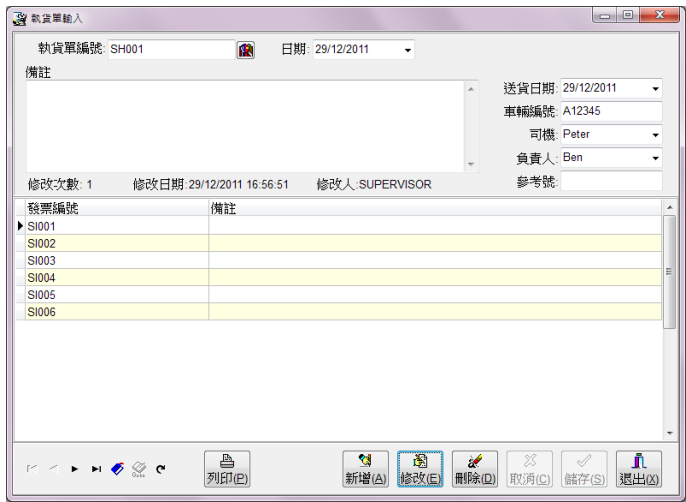 執貨單輸入
執貨單編號: SH001 日期: 29/12/2011
備註
送貨日期: 29/12/2011
車輛編號: A12345
司機: Peter
負責人: Ben
參考號:
修改次數: 1 修改日期: 29/12/2011 16:56:51 修改人: SUPERVISOR
發票編號 備註
SI001
SI002
SI003
SI004
SI005
SI006
列印(P) 新增(A) 修改(E) 刪除(D) 取消(C) 儲存(S) 退出(X)